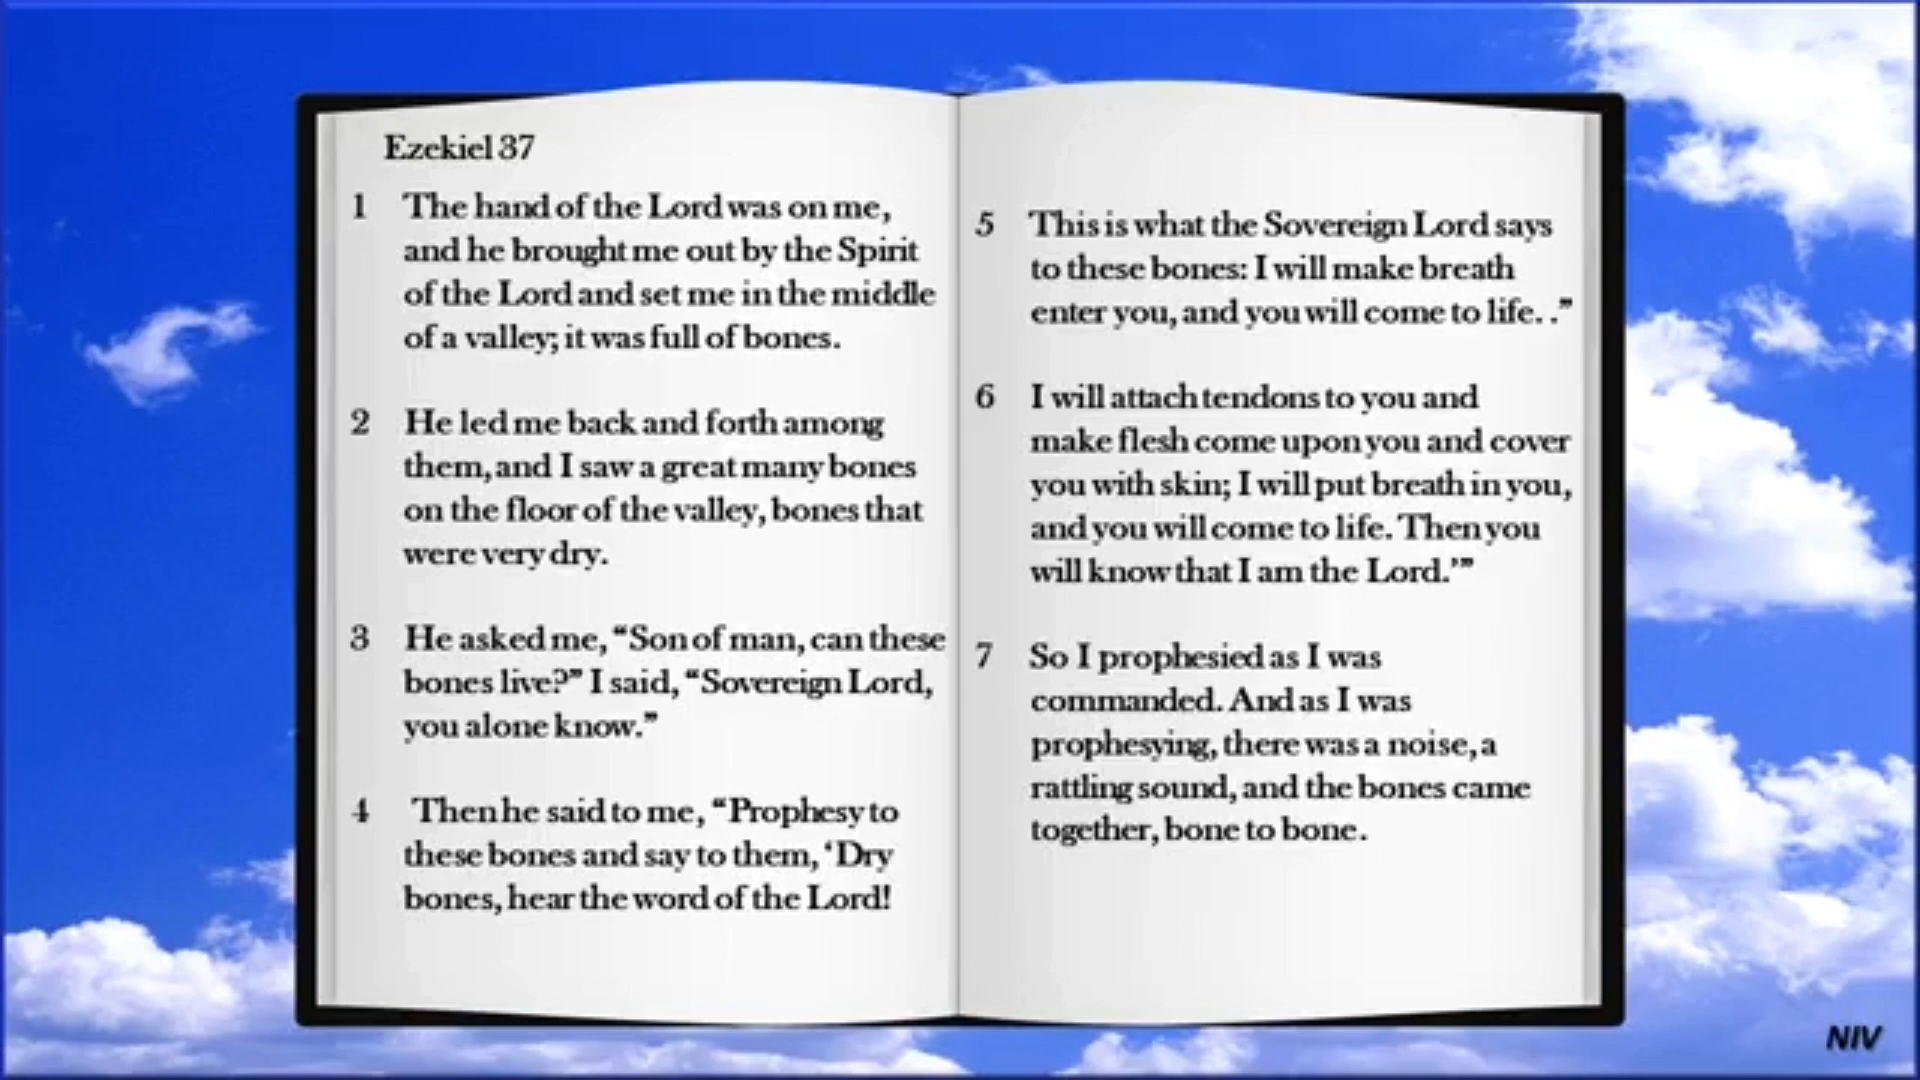 Ezekiel 37
1 The hand of the Lord was on me,
and he brought me out by the Spirit
of the Lord and set me in the middle
of a valley; it was full of bones.
2 He led me back and forth among
them, and I saw a great many bones
on the floor of the valley, bones that
were very dry.
3 He asked me, “Son of man, can these
bones live?” I said, “Sovereign Lord,
you alone know.”
4 Then he said to me, “Prophesy to
these bones and say to them, ‘Dry
bones, hear the word of the Lord!
5 This is what the Sovereign Lord says
to these bones: I will make breath
enter you, and you will come to life. .”
6 I will attach tendons to you and
make flesh come upon you and cover
you with skin; I will put breath in you,
and you will come to life. Then you
will know that I am the Lord.’”
7 So I prophesied as I was
commanded. And as I was
prophesying, there was a noise, a
rattling sound, and the bones came
together, bone to bone.
NIV